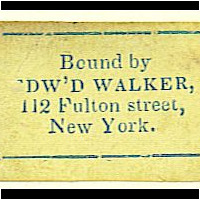 Bound by
'DW'D WALKER,
112 Fulton street,
New York.